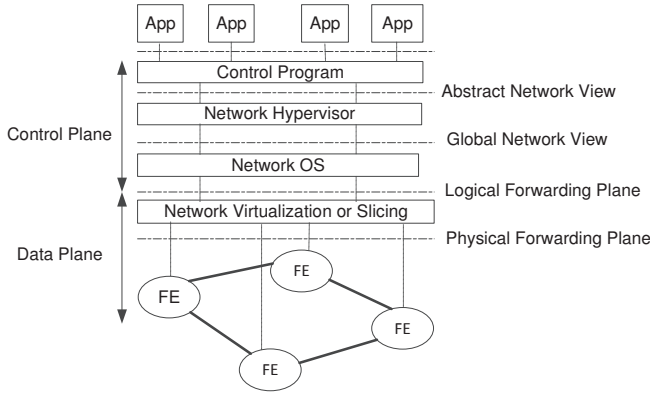 App App App App
Control Program
Abstract Network View
Network Hypervisor
Control Plane
Global Network View
Network OS
Logical Forwarding Plane
Network Virtualization or Slicing
Physical Forwarding Plane
Data Plane
FE
FE
FE
FE